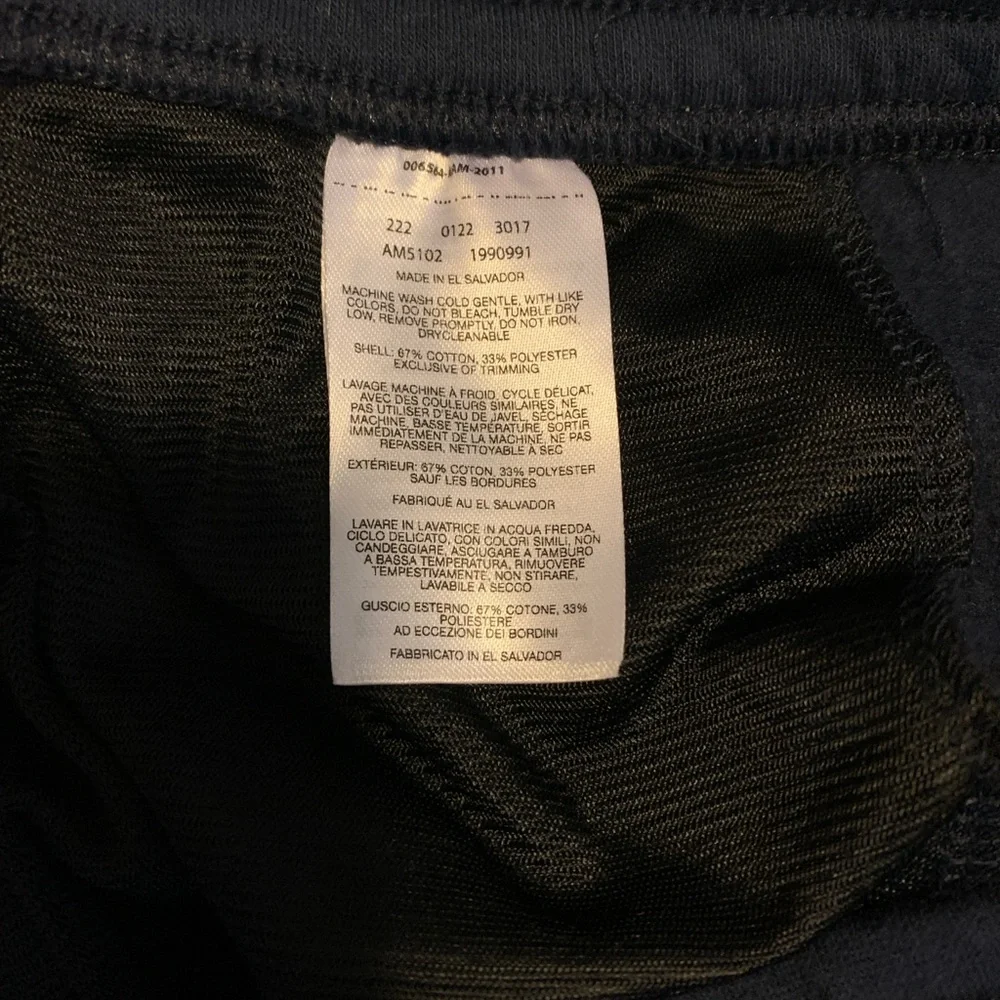 222 0122 3017
AM5102 1990991
MADE IN EL SALVADOR
MACHINE WASH COLD GENTLE, WITH LIKE
COLORS, DO NOT BLEACH, TUMBLE DRY
LOW, REMOVE PROMPTLY, DO NOT IRON,
DRYCLEANABLE
SHELL: 67% COTTON, 33% POLYESTER
EXCLUSIVE OF TRIMMING
LAVAGE MACHINE À FROID, CYCLE DÉLICAT,
AVEC DES COULEURS SIMILAIRES, NE
PAS UTILISER D'EAU DE JAVEL, SÉCHAGE
MACHINE, BASSE TEMPÉRATURE, SORTIR
IMMÉDIATEMENT DE LA MACHINE, NE PAS
REPASSER, NETTOYABLE À SEC
EXTÉRIEUR: 67% COTON, 33% POLYESTER
SAUF LES BORDURES
FABRIQUÉ AU EL SALVADOR
LAVARE IN LAVATRICE IN ACQUA FREDDA,
CICLO DELICATO, CON COLORI SIMILI, NON
CANDEGGIARE, ASCIUGARE A TAMBURO
A BASSA TEMPERATURA, RIMUOVERE
TEMPESTIVAMENTE, NON STIRARE,
LAVABILE A SECCO
GUSCIO ESTERNO: 67% COTONE, 33%
POLIESTERE
AD ECCEZIONE DEI BORDINI
FABBRICATO IN EL SALVADOR